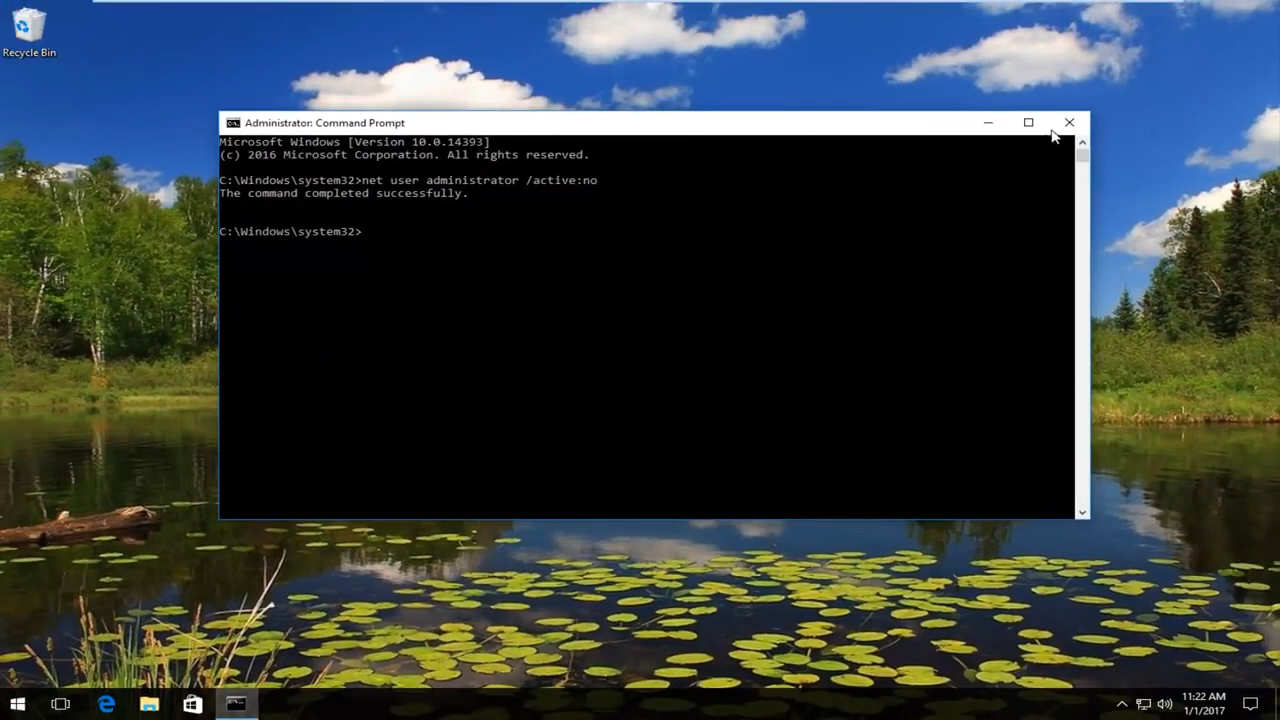 Recycle Bin
Administrator: Command Prompt
Microsoft Windows [Version 10.0.14393]
(c) 2016 Microsoft Corporation. All rights reserved.
C:\Windows\system32>net user administrator /active:no
The command completed successfully.
C:\Windows\system32>
11:22 AM
1/1/2017